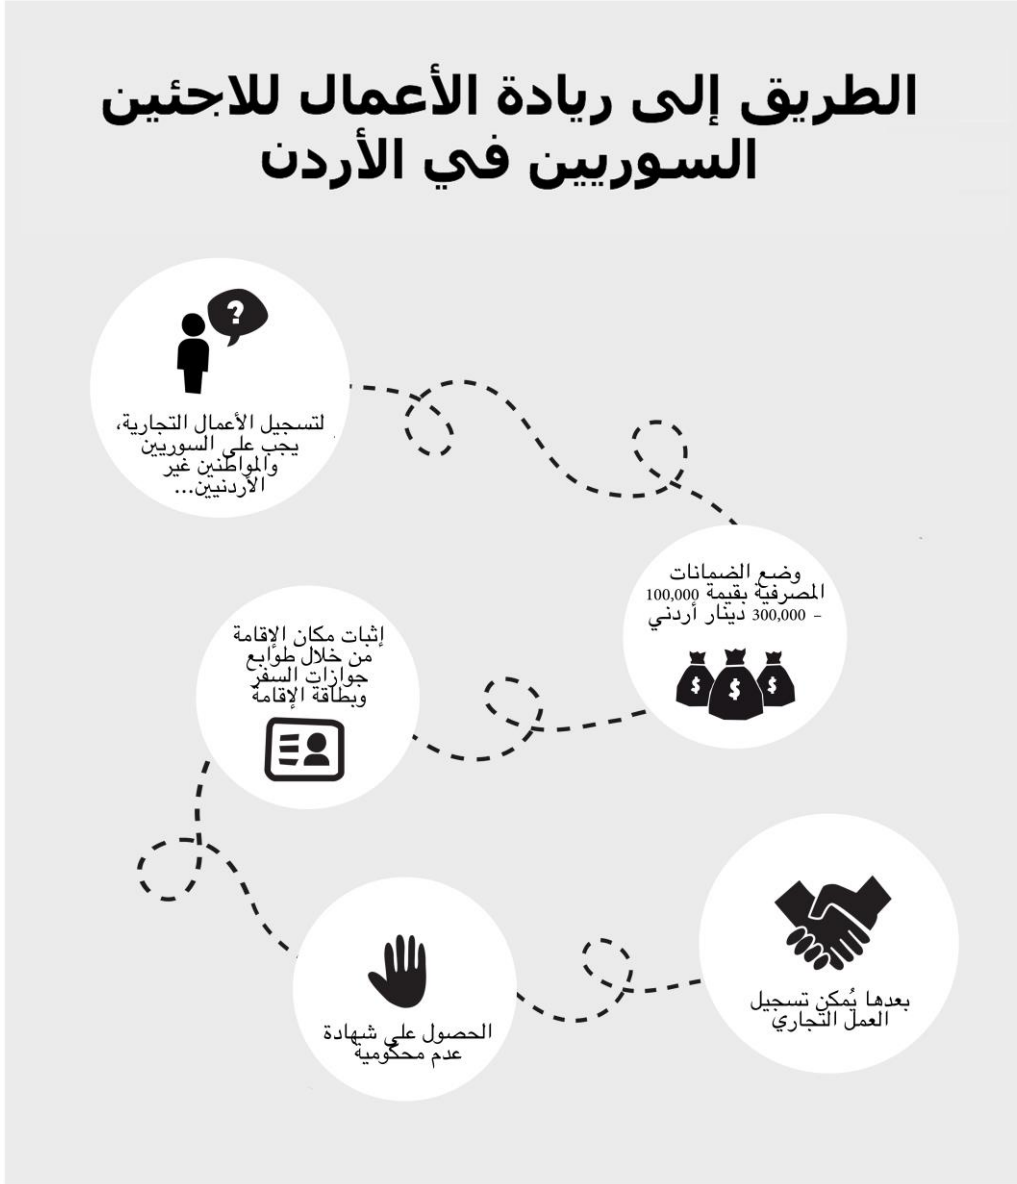 الطريق إلى ريادة الأعمال للاجئين
السوريين في الأردن
?
لتسجيل الأعمال التجارية،
يجب على السوريين
والمواطنين غير
الأردنيين...
وضع الضمانات
المصرفية بقيمة 100,000
– 300,000 دينار أردني
$ $ $
إثبات مكان الإقامة
من خلال طوابع
جوازات السفر
وبطاقة الإقامة
الحصول على شهادة
عدم محكومية
بعدها يُمكن تسجيل
العمل التجاري